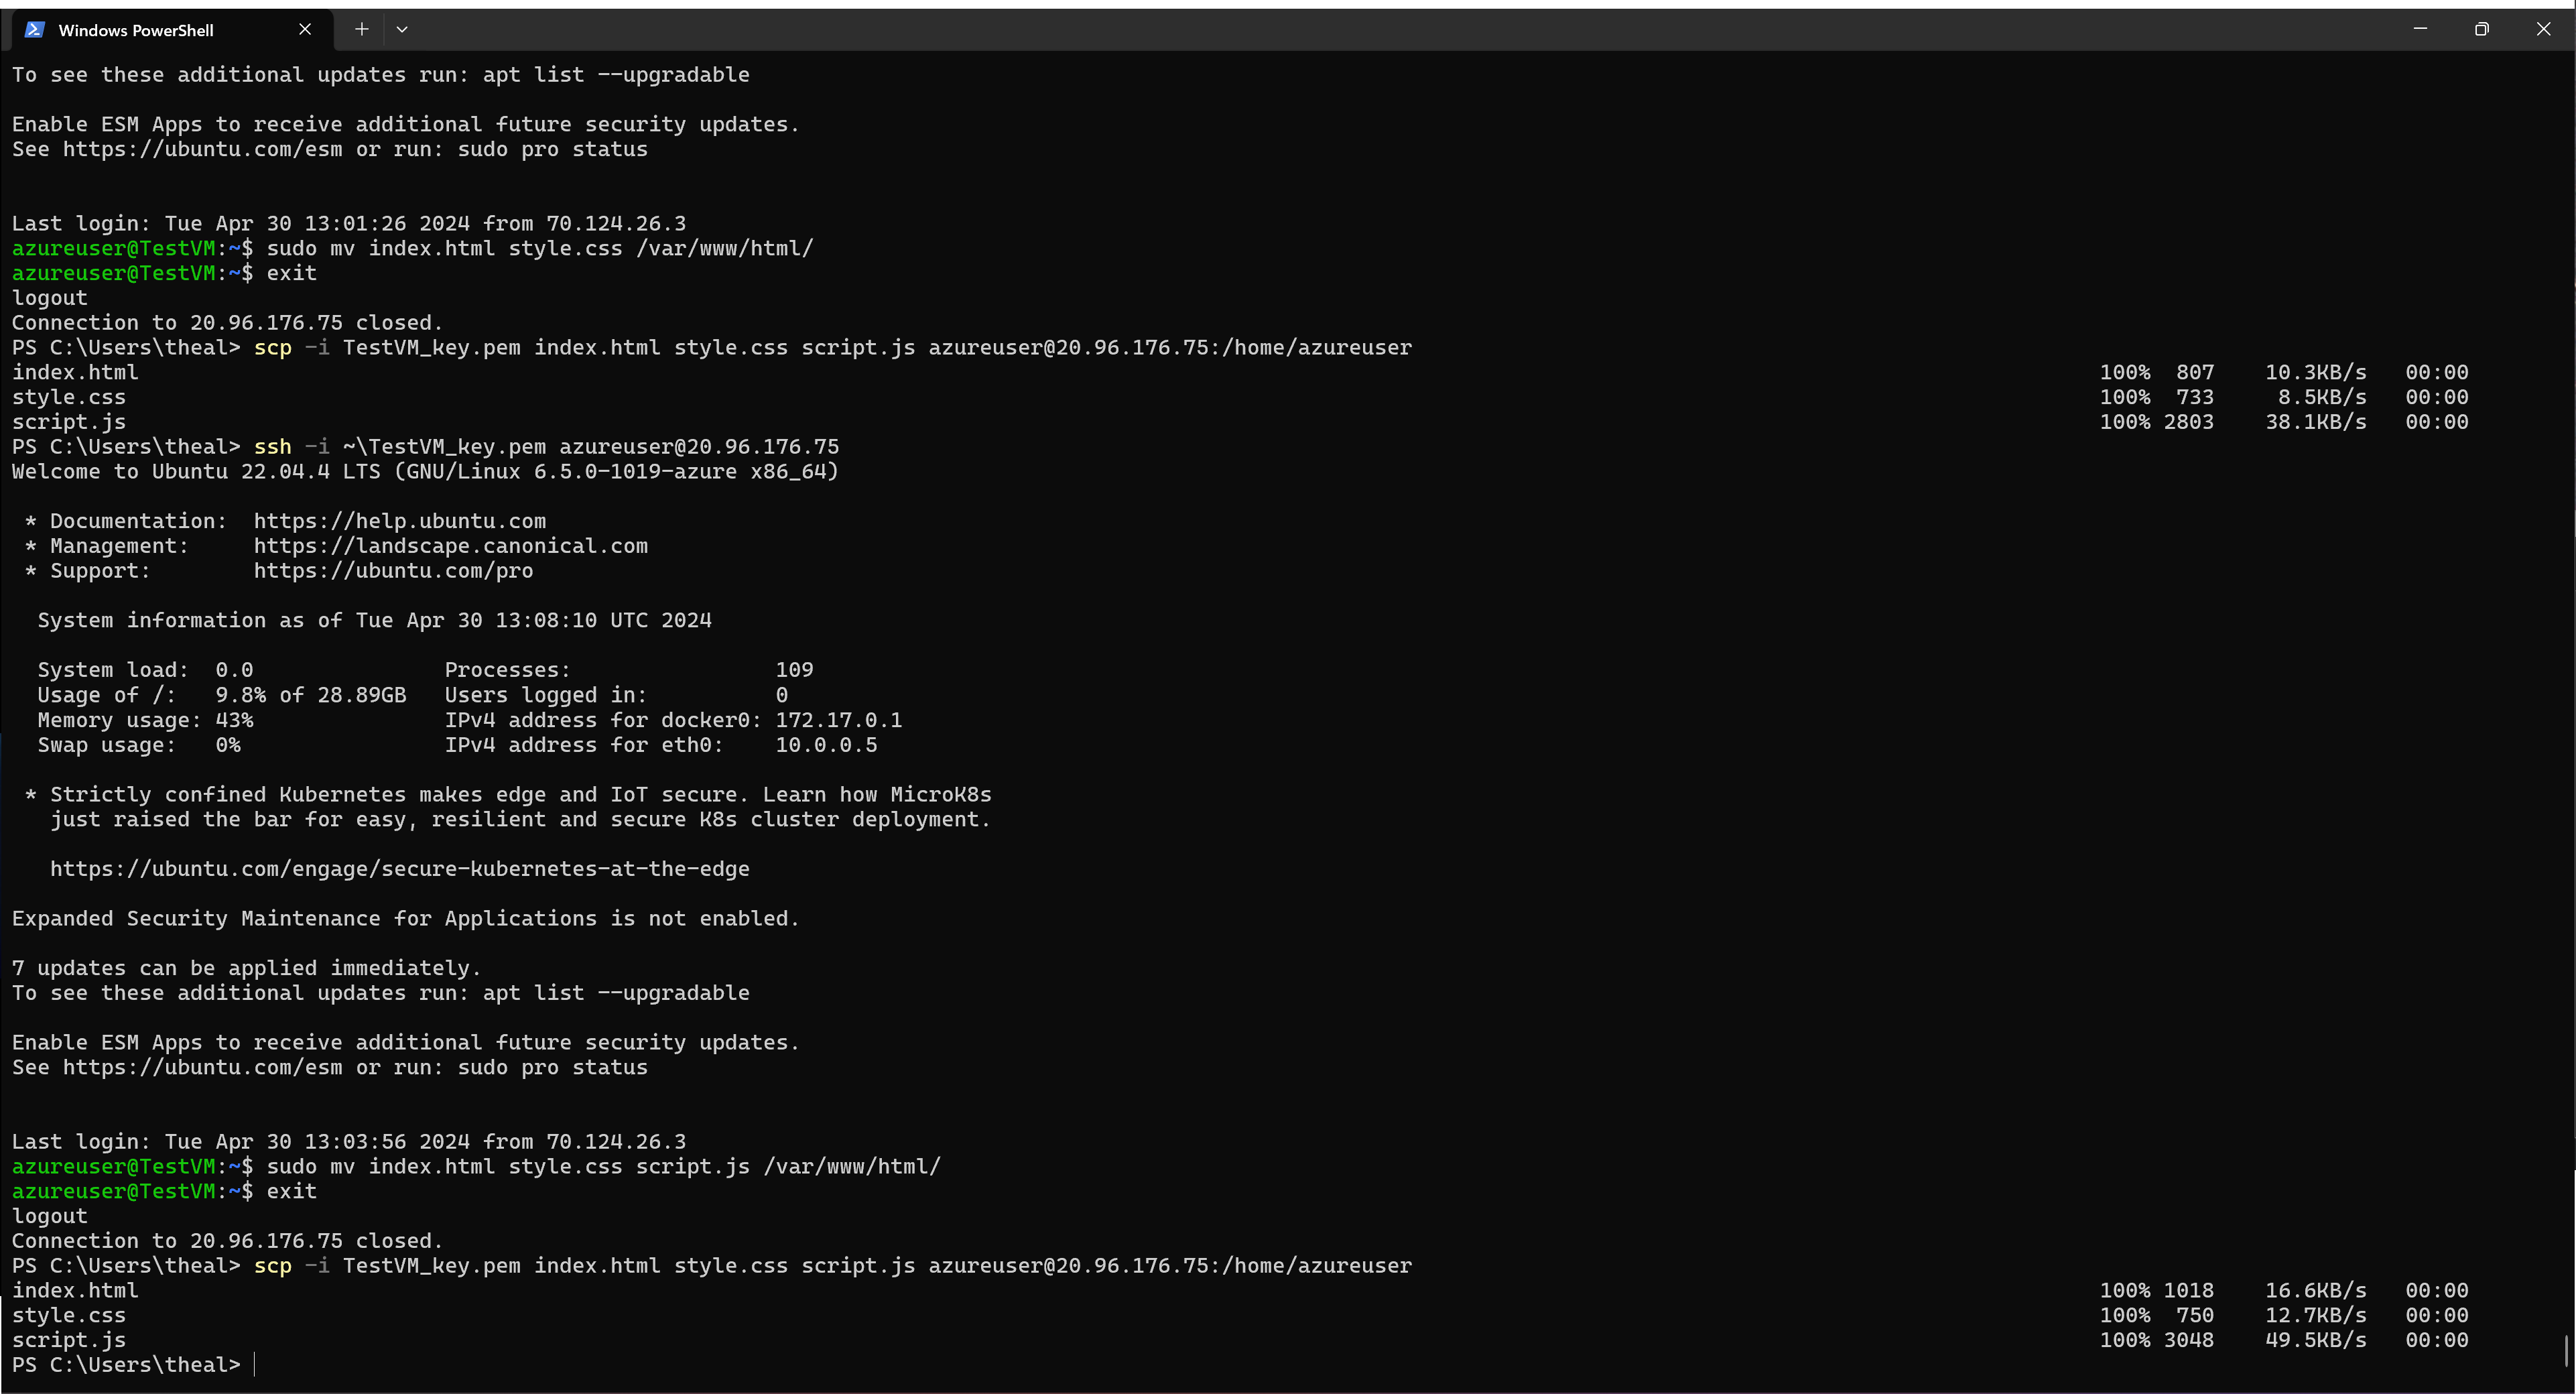 Windows PowerShell
To see these additional updates run: apt list --upgradable
Enable ESM Apps to receive additional future security updates.
See https://ubuntu.com/esm or run: sudo pro status
Last login: Tue Apr 30 13:01:26 2024 from 70.124.26.3
azureuser@TestVM:~$ sudo mv index.html style.css /var/www/html/
azureuser@TestVM:~$ exit
logout
Connection to 20.96.176.75 closed.
PS C:\Users\theal> scp -i TestVM_key.pem index.html style.css script.js azureuser@20.96.176.75:/home/azureuser
index.html 100% 807 10.3KB/s 00:00
style.css 100% 733 8.5KB/s 00:00
script.js 100% 2803 38.1KB/s 00:00
PS C:\Users\theal> ssh -i ~\TestVM_key.pem azureuser@20.96.176.75
Welcome to Ubuntu 22.04.4 LTS (GNU/Linux 6.5.0-1019-azure x86_64)
* Documentation: https://help.ubuntu.com
* Management: https://landscape.canonical.com
* Support: https://ubuntu.com/pro
System information as of Tue Apr 30 13:08:10 UTC 2024
System load: 0.0 Processes: 109
Usage of /: 9.8% of 28.89GB Users logged in: 0
Memory usage: 43% IPv4 address for docker0: 172.17.0.1
Swap usage: 0% IPv4 address for eth0: 10.0.0.5
* Strictly confined Kubernetes makes edge and IoT secure. Learn how MicroK8s
just raised the bar for easy, resilient and secure K8s cluster deployment.
https://ubuntu.com/engage/secure-kubernetes-at-the-edge
Expanded Security Maintenance for Applications is not enabled.
7 updates can be applied immediately.
To see these additional updates run: apt list --upgradable
Enable ESM Apps to receive additional future security updates.
See https://ubuntu.com/esm or run: sudo pro status
Last login: Tue Apr 30 13:03:56 2024 from 70.124.26.3
azureuser@TestVM:~$ sudo mv index.html style.css script.js /var/www/html/
azureuser@TestVM:~$ exit
logout
Connection to 20.96.176.75 closed.
PS C:\Users\theal> scp -i TestVM_key.pem index.html style.css script.js azureuser@20.96.176.75:/home/azureuser
index.html 100% 1018 16.6KB/s 00:00
style.css 100% 750 12.7KB/s 00:00
script.js 100% 3048 49.5KB/s 00:00
PS C:\Users\theal>